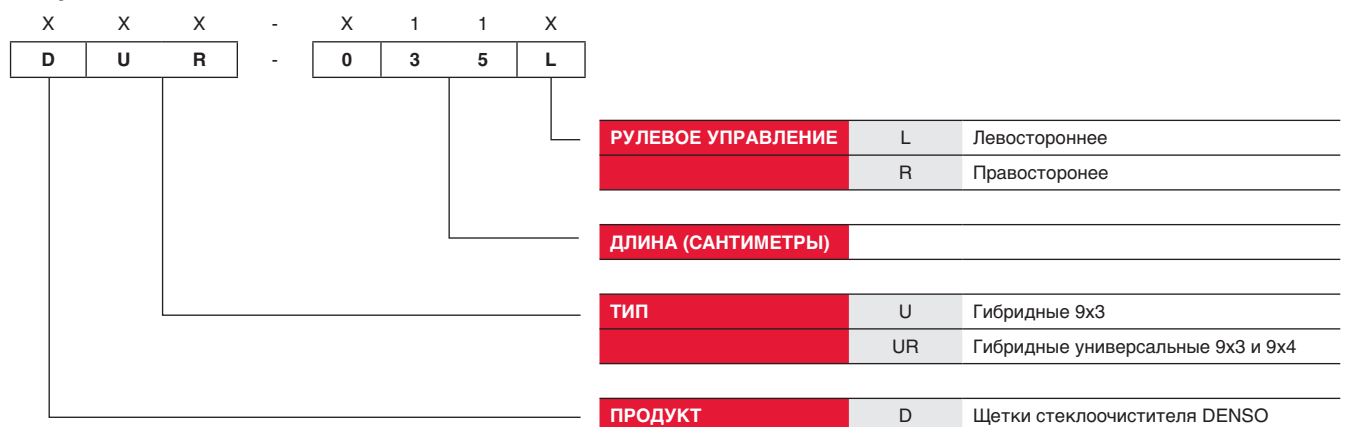 X X X - X 1 1 X
D U R - 0 3 5 L
РУЛЕВОЕ УПРАВЛЕНИЕ L Левостороннее
R Правосторонее
ДЛИНА (САНТИМЕТРЫ)
ТИП U Гибридные 9x3
UR Гибридные универсальные 9x3 и 9x4
ПРОДУКТ D Щетки стеклоочистителя DENSO